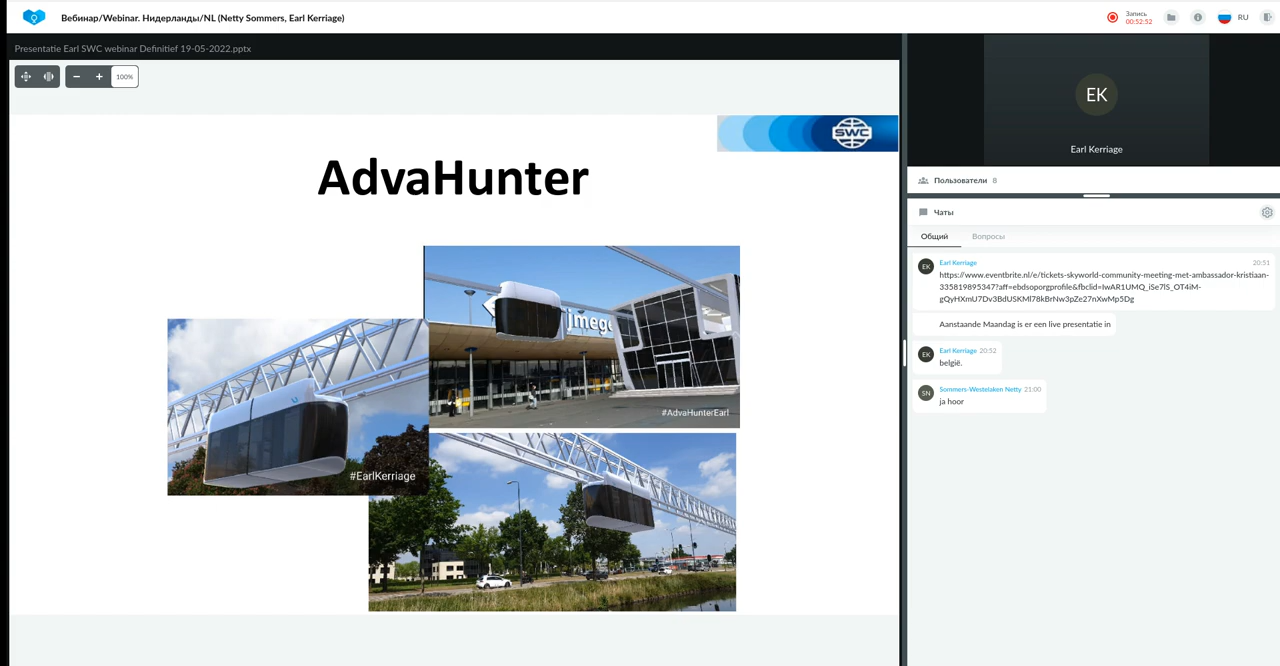 Вебинар/Webinar. Нидерланды/NL (Netty Sommers, Earl Kerriage)
Запись
00:52:52
RU
Presentatie Earl SWC webinar Definitief 19-05-2022.pptx
100%
SWC
AdvaHunter
imege
#AdvaHunterEarl
#EarlKerriage
EK
Earl Kerriage
Пользователи 8
Чаты
Общий Вопросы
EK
Earl Kerriage 20:51
https://www.eventbrite.nl/e/tickets-skyworld-community-meeting-met-ambassador-kristiaan-
335819895347?aff=ebdsoporgprofile&fbclid=IwAR1UMQ_iSe7lS_OT4iM-
gQyHXmU7Dv3BdUSKMl78kBrNw3pZe27nXwMp5Dg
Aanstaande Maandag is er een live presentatie in
EK
Earl Kerriage 20:52
belgië.
SN
Sommers-Westelaken Netty 21:00
ja hoor